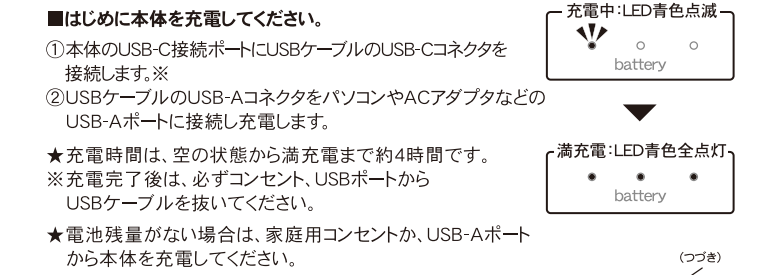 ■はじめに本体を充電してください。
①本体のUSB-C接続ポートにUSBケーブルのUSB-Cコネクタを
接続します。※
②USBケーブルのUSB-AコネクタをパソコンやACアダプタなどの
USB-Aポートに接続し充電します。
★充電時間は、空の状態から満充電まで約4時間です。
※充電完了後は、必ずコンセント、USBポートから
USBケーブルを抜いてください。
★電池残量がない場合は、家庭用コンセントか、USB-Aポート
から本体を充電してください。
充電中：LED青色点滅
battery
満充電：LED青色全点灯
battery
（つづき）